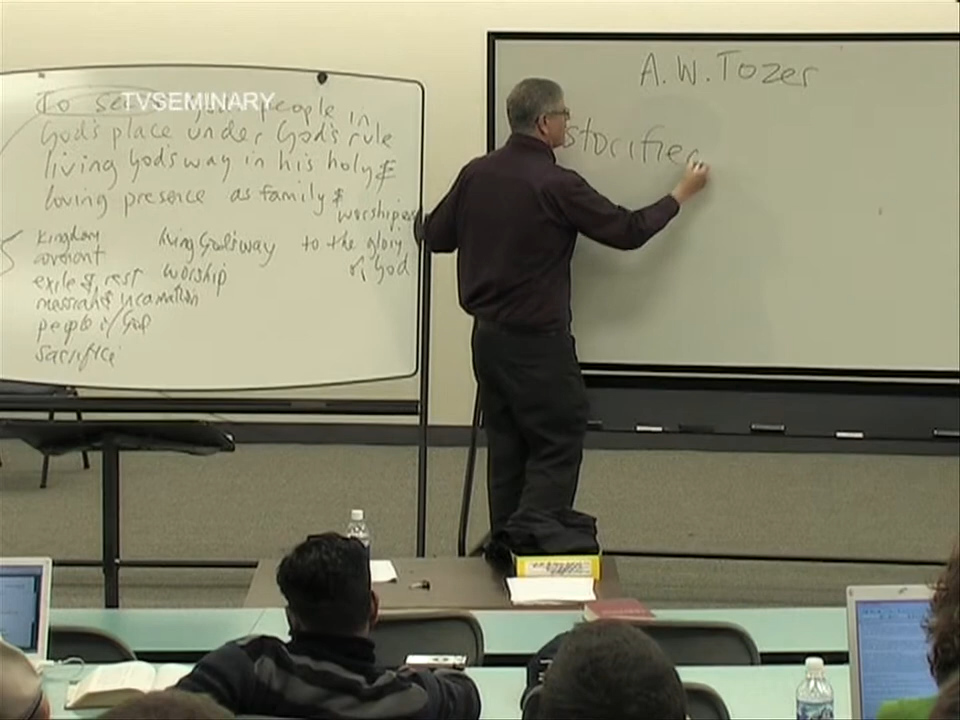 To see God's people in
TVSEMINARY
God's place under God's rule
living God's way in his holy &
loving presence as family &
worshipers
kingdom living God's way to the glory
covenant of God
exile & rest worship
messiah & incarnation
people of God
sacrifice
A.W. Tozer
storifie